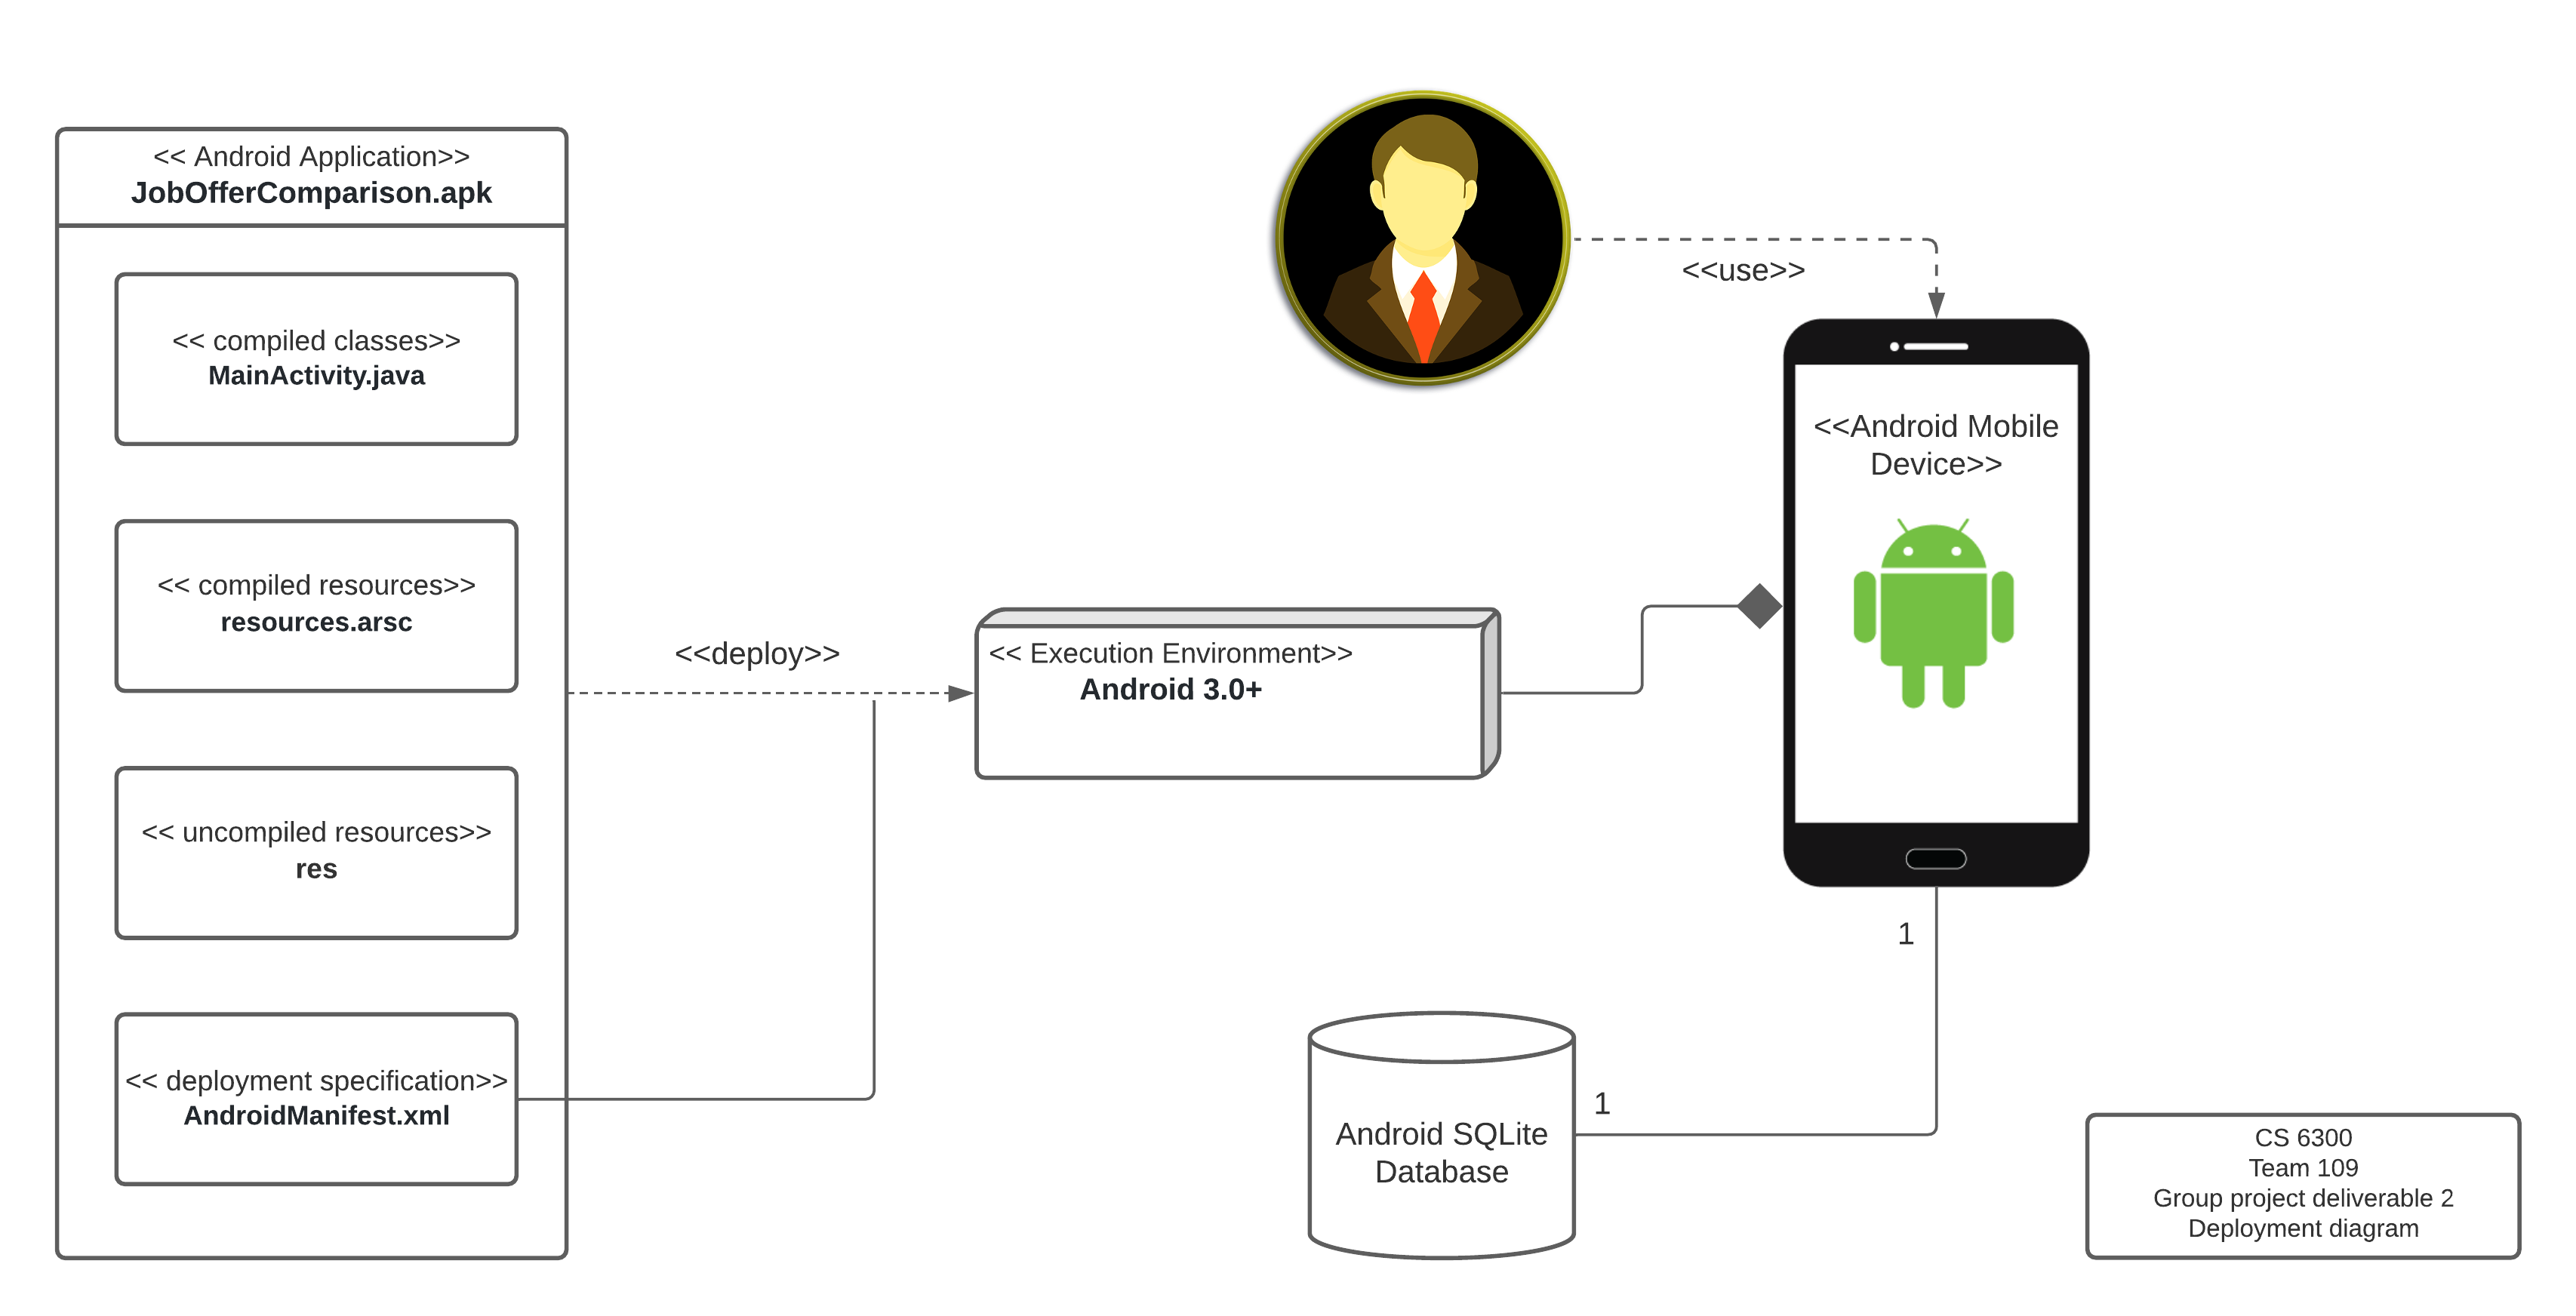 << Android Application>>
JobOfferComparison.apk
<< compiled classes>>
MainActivity.java
<< compiled resources>>
resources.arsc
<< uncompiled resources>>
res
<< deployment specification>>
AndroidManifest.xml
<<deploy>>
<< Execution Environment>>
Android 3.0+
<<use>>
<<Android Mobile
Device>>
1
1
Android SQLite
Database
CS 6300
Team 109
Group project deliverable 2
Deployment diagram